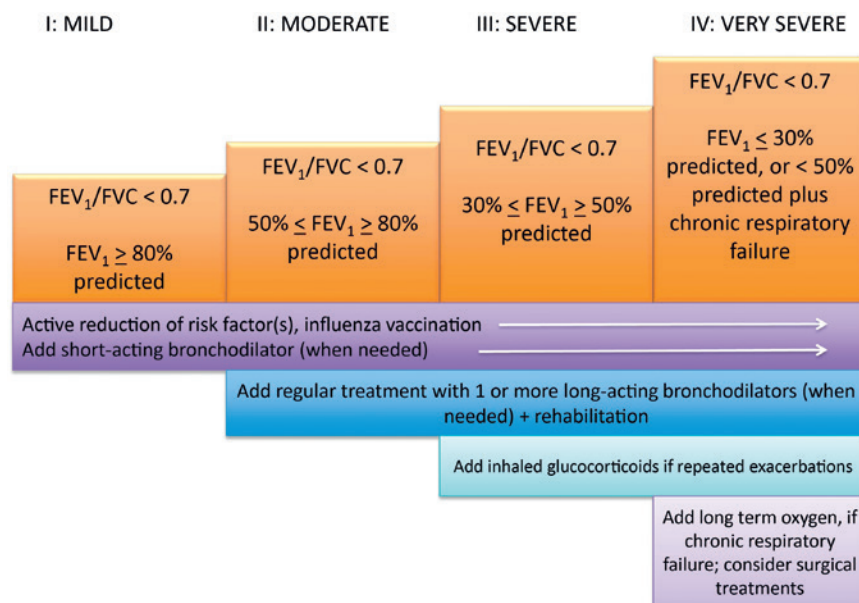 I: MILD
II: MODERATE
III: SEVERE
IV: VERY SEVERE
FEV₁/FVC < 0.7
FEV₁ ≥ 80%
predicted
FEV₁/FVC < 0.7
50% ≤ FEV₁ ≥ 80%
predicted
FEV₁/FVC < 0.7
30% ≤ FEV₁ ≥ 50%
predicted
FEV₁/FVC < 0.7
FEV₁ ≤ 30%
predicted, or < 50%
predicted plus
chronic respiratory
failure
Active reduction of risk factor(s), influenza vaccination
Add short-acting bronchodilator (when needed)
Add regular treatment with 1 or more long-acting bronchodilators (when
needed) + rehabilitation
Add inhaled glucocorticoids if repeated exacerbations
Add long term oxygen, if
chronic respiratory
failure; consider surgical
treatments